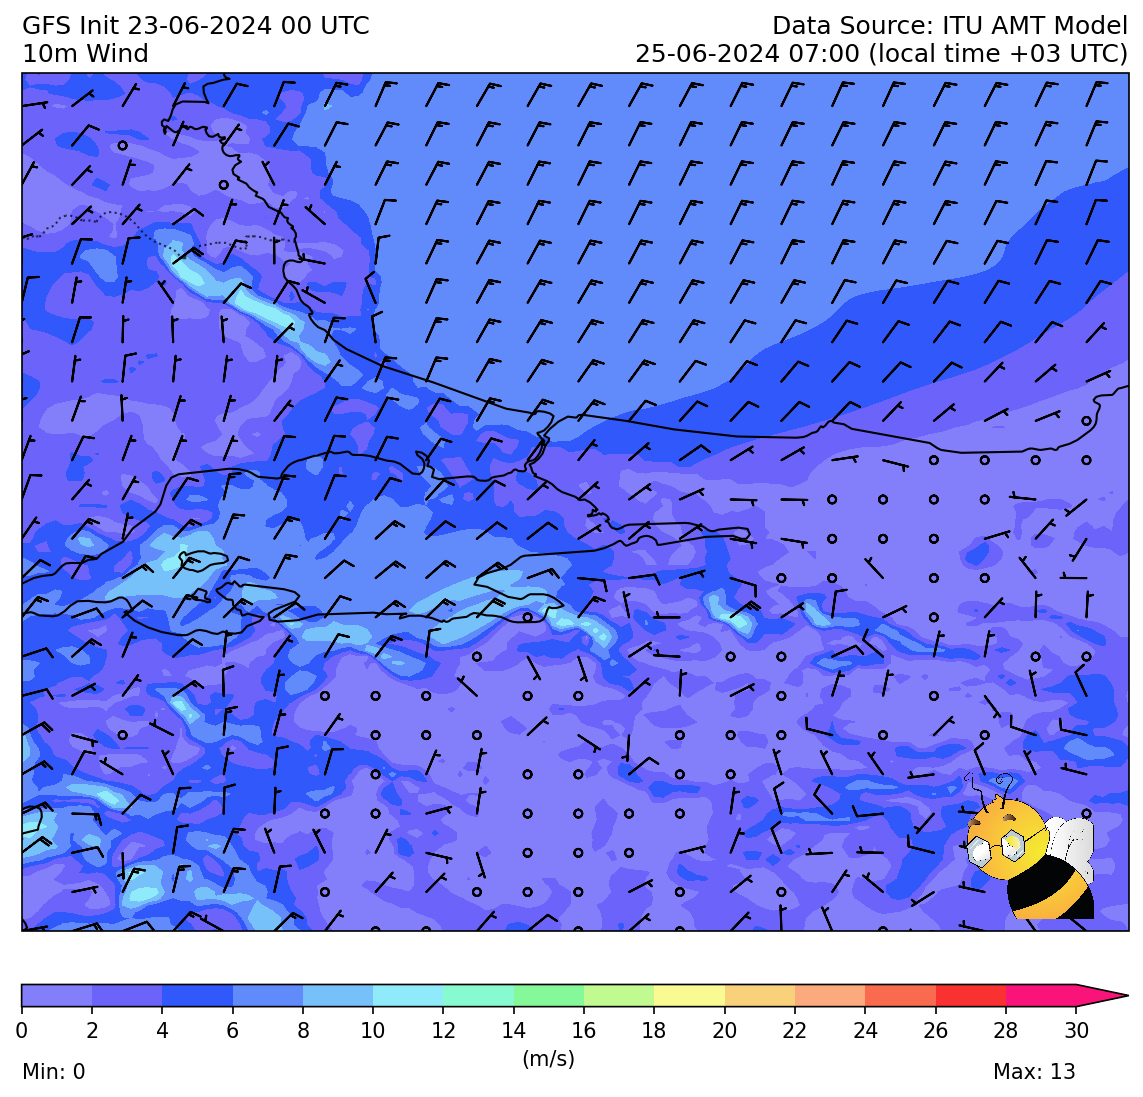 GFS Init 23-06-2024 00 UTC
Data Source: ITU AMT Model
10m Wind
25-06-2024 07:00 (local time +03 UTC)
0 2 4 6 8 10 12 14 16 18 20 22 24 26 28 30
(m/s)
Min: 0
Max: 13